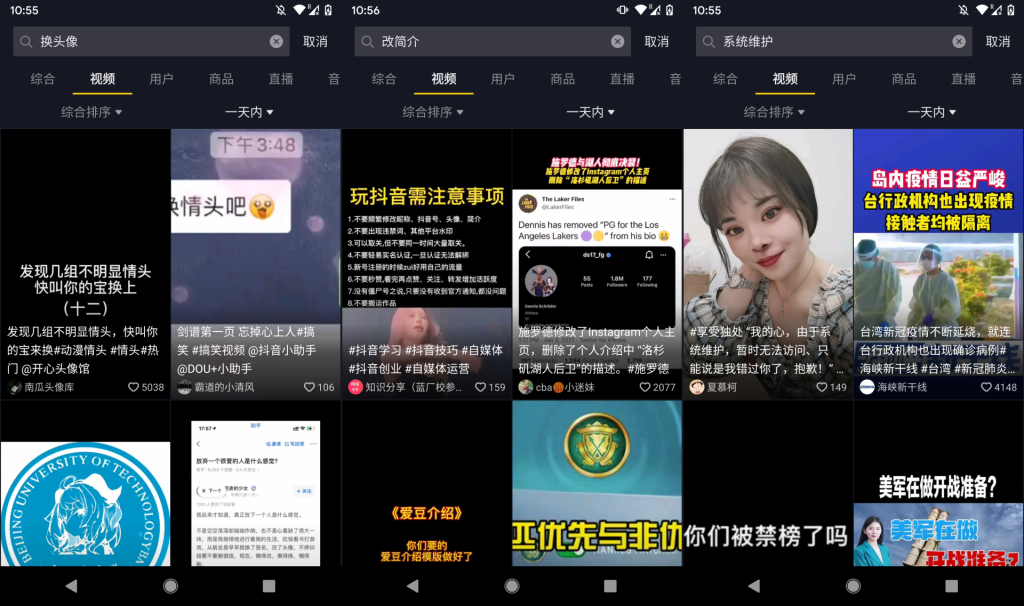 10:55
换头像
取消
综合
视频
用户
商品
直播
音
综合排序
一天内
发现几组不明显情头
快叫你的宝换上
(十二)
发现几组不明显情头，快叫你
的宝来换#动漫情头 #情头#热
门 @开心头像馆
南瓜头像库
5038
下午3:48
情头吧
剑谱第一页 忘掉心上人#搞
笑 #搞笑视频 @抖音小助手
@DOU+小助手
霸道的小清风
106
BEIJING UNIVERSITY OF TECHNOLOGY
17:57
知乎
放弃一个很爱的人是什么感觉?
+ 关注
10:56
改简介
取消
综合
视频
用户
商品
直播
音
综合排序
一天内
玩抖音需注意事项
1.不要频繁修改昵称、抖音号、头像、简介
2.不要出现违禁词、其他平台水印
3.可以取关,但不要同一时间大量取关。
4.不要轻易实名认证,一旦认证无法解绑
5.新号注册的时候zui好用自己的流量
6.不要秒赞,看完再点赞、关注、转发增加活跃度
7.没有僵尸号之说,只要没有收到官方通知,都没问题
8.不要搬运作品
#抖音学习 #抖音技巧 #自媒体
#抖音创业 #自媒体运营
知识分享（蓝厂校参...
159
施罗德与湖人彻底决裂!
施罗德修改了Instagram个人主页
删除“洛杉矶湖人后卫”的描述
The Laker Files
@LakerFiles
Dennis has removed “PG for the Los
Angeles Lakers 🟣🟡” from his bio 😬
ds17_fg
55
1.8M
177
Posts
Followers
Following
Dennis Schröder
施罗德修改了Instagram个人主
页，删除了个人介绍中 “洛杉
矶湖人后卫”的描述。#施罗德
cba🏀小迷妹
2077
《爱豆介绍》
你们要的
爱豆介绍模版做好了
匹优先与非仇
10:55
系统维护
取消
综合
视频
用户
商品
直播
音
综合排序
一天内
#享受独处 “我的心，由于系
统维护，暂时无法访问、只
能说是我错过你了，抱歉！” ...
夏慕柯
149
岛内疫情日益严峻
台行政机构也出现疫情
接触者均被隔离
台湾新冠疫情不断延烧，就连
台行政机构也出现确诊病例#
海峡新干线 #台湾 #新冠肺炎...
海峡新干线
4148
你们被禁榜了吗
美军在做开战准备?
美军在做
开战准备?